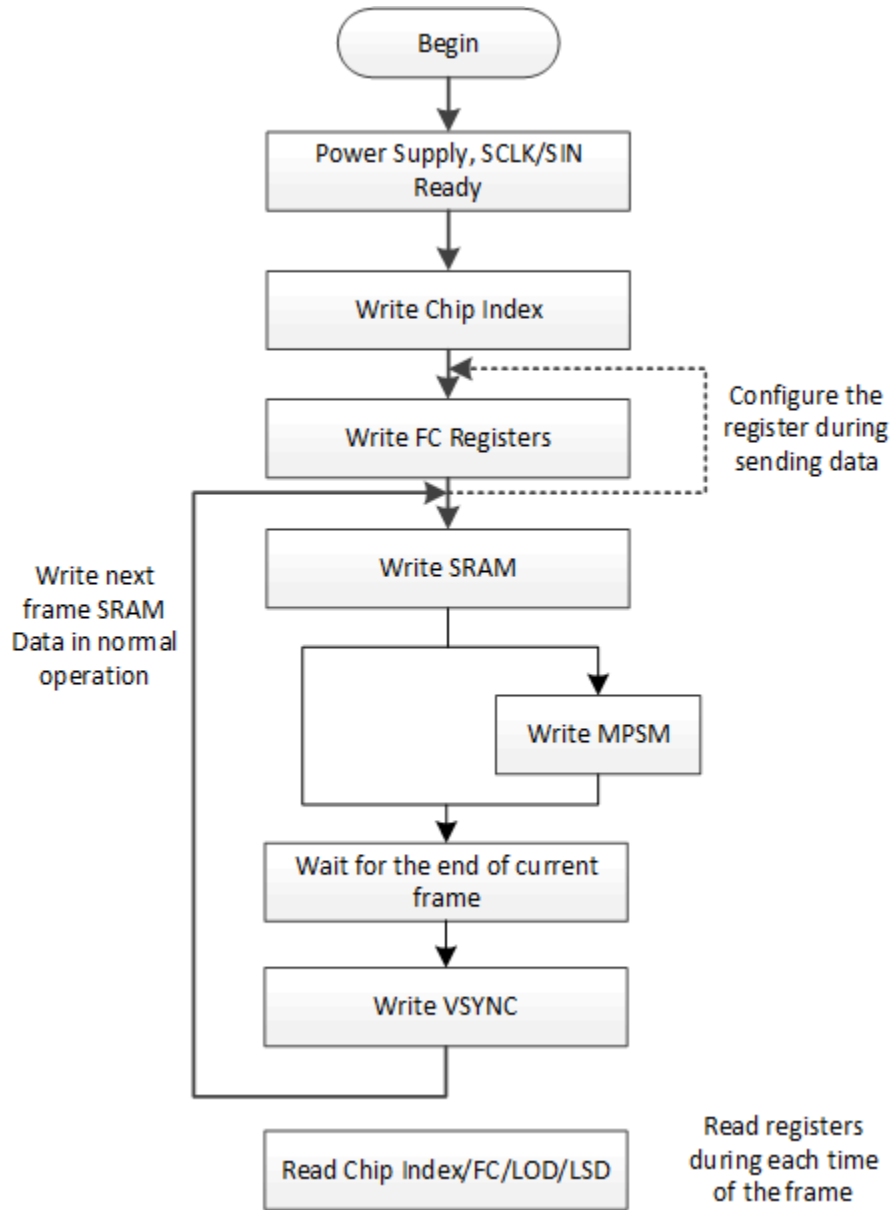 Begin
Power Supply, SCLK/SIN
Ready
Write Chip Index
Configure the
register during
sending data
Write FC Registers
Write SRAM
Write next
frame SRAM
Data in normal
operation
Write MPSM
Wait for the end of current
frame
Write VSYNC
Read Chip Index/FC/LOD/LSD
Read registers
during each time
of the frame